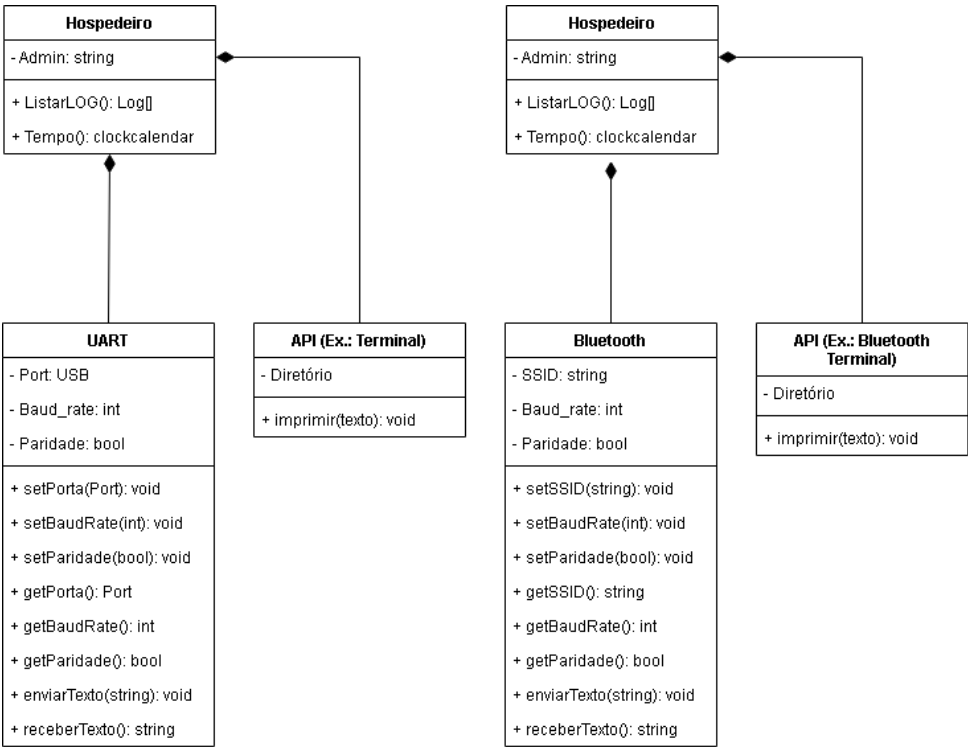 Hospedeiro
- Admin: string
+ ListarLOG(): Log[]
+ Tempo(): clockcalendar
UART
- Port: USB
- Baud_rate: int
- Paridade: bool
+ setPorta(Port): void
+ setBaudRate(int): void
+ setParidade(bool): void
+ getPorta(): Port
+ getBaudRate(): int
+ getParidade(): bool
+ enviarTexto(string): void
+ receberTexto(): string
API (Ex.: Terminal)
- Diretório
+ imprimir(texto): void
Hospedeiro
- Admin: string
+ ListarLOG(): Log[]
+ Tempo(): clockcalendar
Bluetooth
- SSID: string
- Baud_rate: int
- Paridade: bool
+ setSSID(string): void
+ setBaudRate(int): void
+ setParidade(bool): void
+ getSSID(): string
+ getBaudRate(): int
+ getParidade(): bool
+ enviarTexto(string): void
+ receberTexto(): string
API (Ex.: Bluetooth
Terminal)
- Diretório
+ imprimir(texto): void